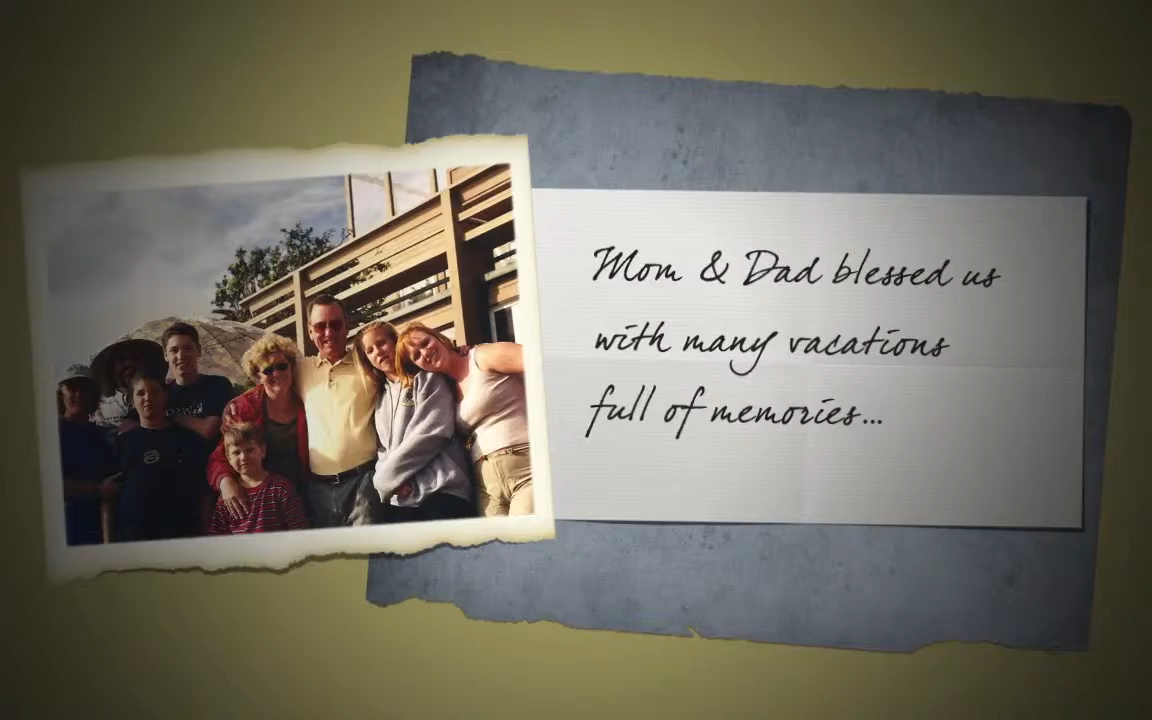 Mom & Dad blessed us
with many vacations
full of memories...